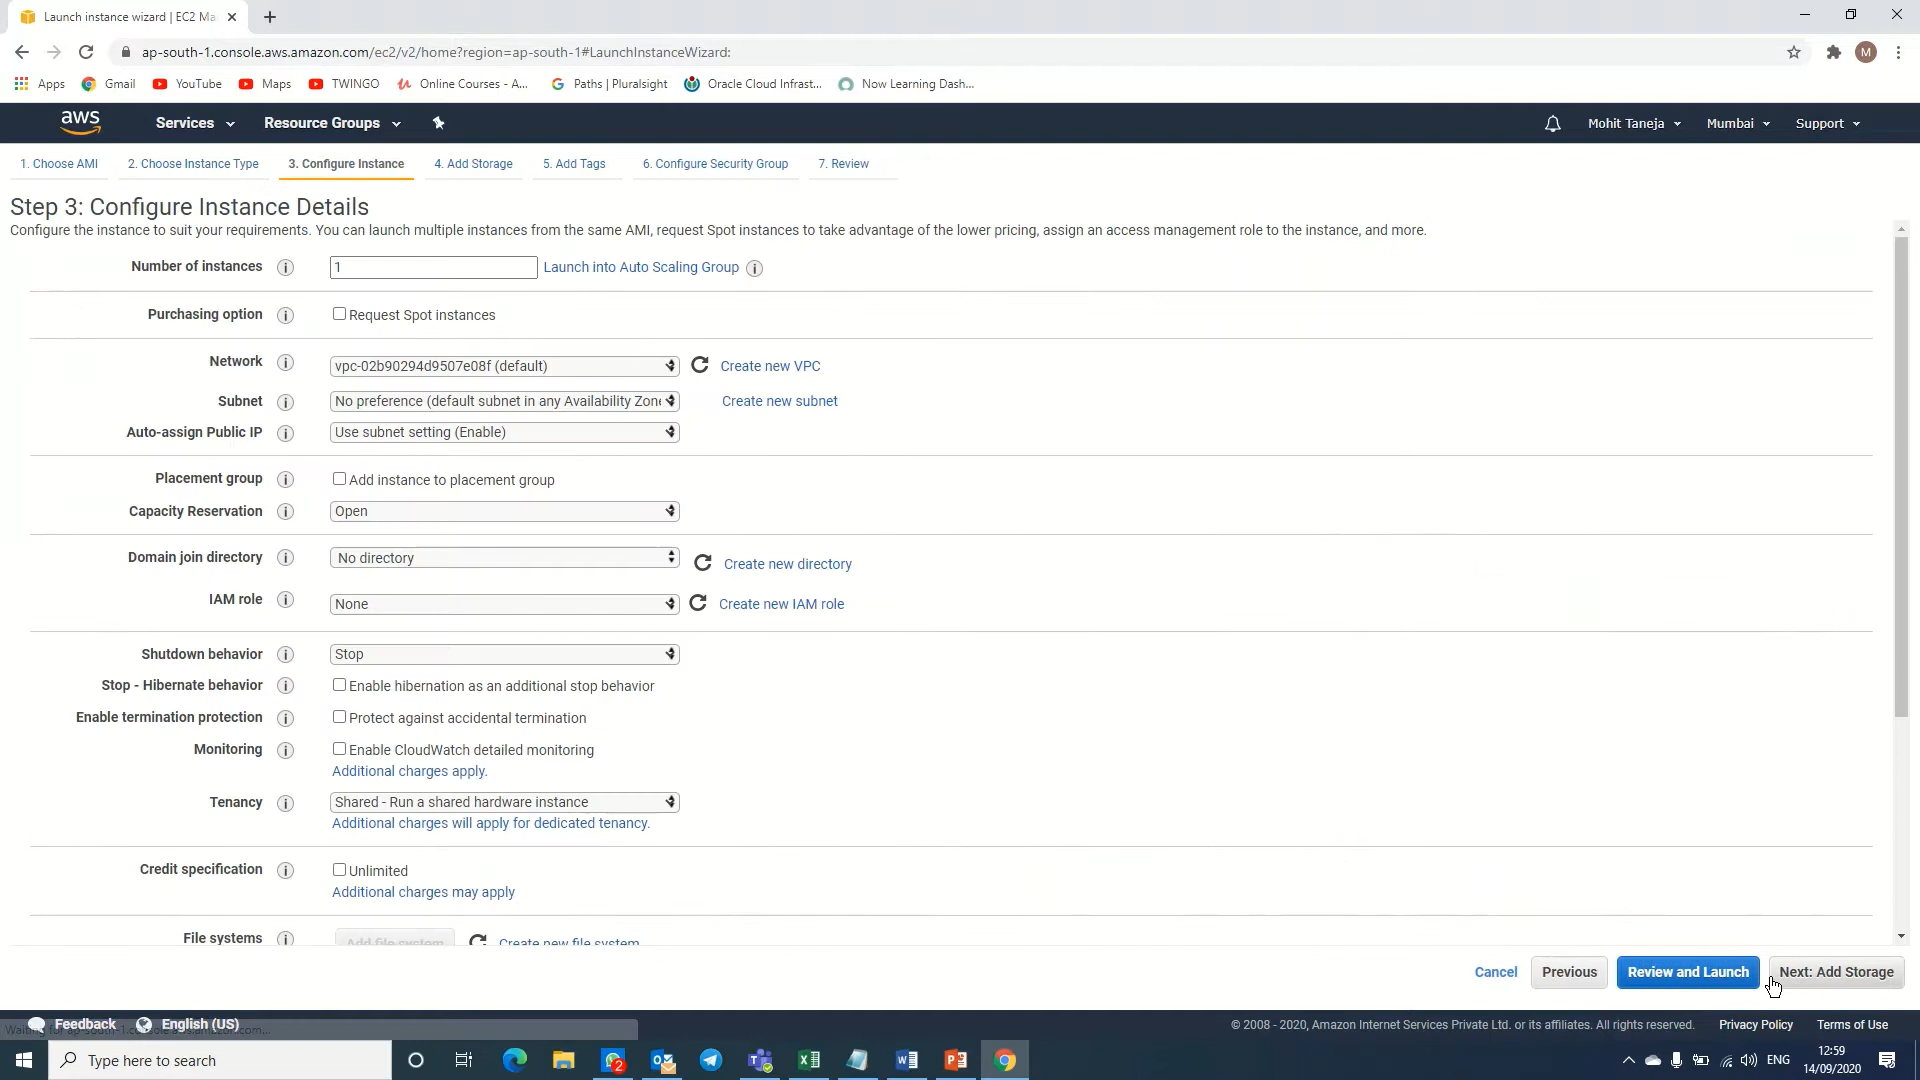 Launch instance wizard | EC2 Ma
ap-south-1.console.aws.amazon.com/ec2/v2/home?region=ap-south-1#LaunchInstanceWizard:
M
Apps Gmail YouTube Maps TWINGO Online Courses - A... Paths | Pluralsight Oracle Cloud Infrast... Now Learning Dash...
aws Services Resource Groups Mohit Taneja Mumbai Support
1. Choose AMI 2. Choose Instance Type 3. Configure Instance 4. Add Storage 5. Add Tags 6. Configure Security Group 7. Review
Step 3: Configure Instance Details
Configure the instance to suit your requirements. You can launch multiple instances from the same AMI, request Spot instances to take advantage of the lower pricing, assign an access management role to the instance, and more.
Number of instances i 1 Launch into Auto Scaling Group i
Purchasing option i Request Spot instances
Network i vpc-02b90294d9507e08f (default) Create new VPC
Subnet i No preference (default subnet in any Availability Zone Create new subnet
Auto-assign Public IP i Use subnet setting (Enable)
Placement group i Add instance to placement group
Capacity Reservation i Open
Domain join directory i No directory Create new directory
IAM role i None Create new IAM role
Shutdown behavior i Stop
Stop - Hibernate behavior i Enable hibernation as an additional stop behavior
Enable termination protection i Protect against accidental termination
Monitoring i Enable CloudWatch detailed monitoring
Additional charges apply.
Tenancy i Shared - Run a shared hardware instance
Additional charges will apply for dedicated tenancy.
Credit specification i Unlimited
Additional charges may apply
File systems i Add file system Create new file system
Cancel Previous Review and Launch Next: Add Storage
Feedback English (US) © 2008 - 2020, Amazon Internet Services Private Ltd. or its affiliates. All rights reserved. Privacy Policy Terms of Use
Waiting for ap-south-1.console.aws.amazon.com...
Type here to search 2 ENG 12:59
14/09/2020